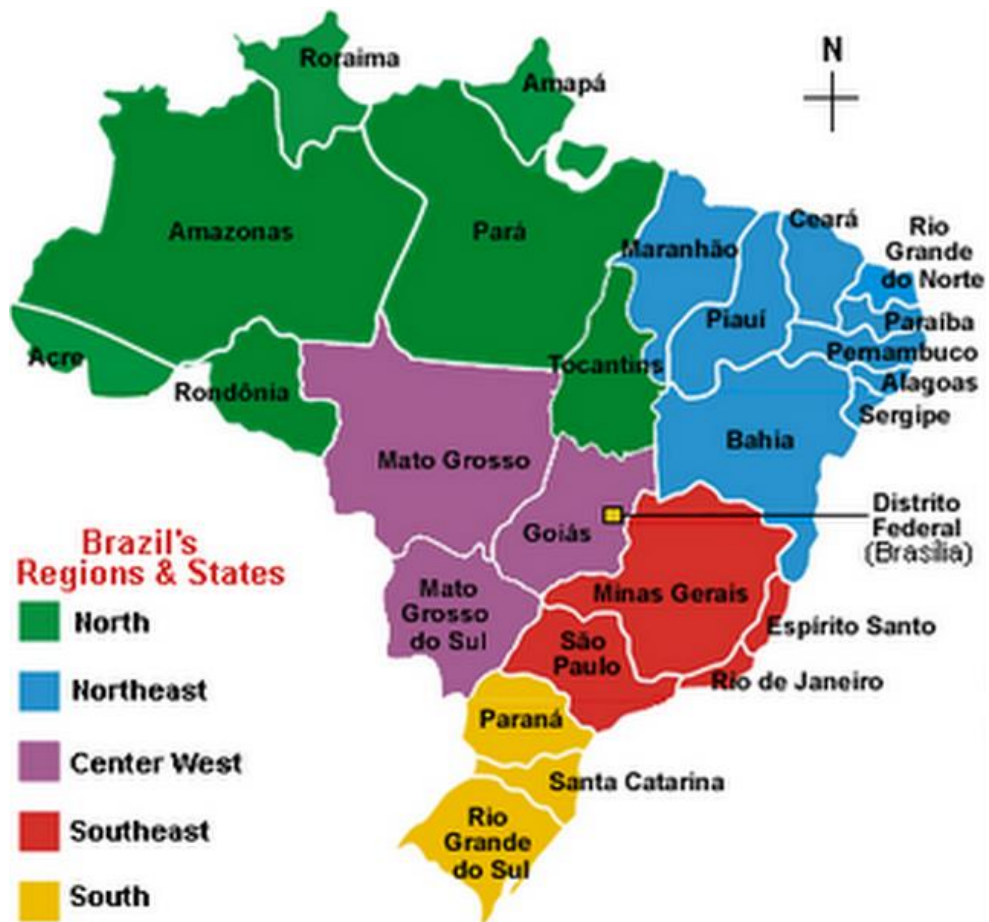 N
Roraima
Amapá
Amazonas
Pará
Maranhão
Ceará
Rio
Grande
do Norte
Piauí
Paraíba
Pernambuco
Alagoas
Sergipe
Acre
Rondônia
Tocantins
Bahia
Mato Grosso
Goiás
Distrito
Federal
(Brasília)
Mato
Grosso
do Sul
Minas Gerais
Espírito Santo
São
Paulo
Rio de Janeiro
Paraná
Santa Catarina
Rio
Grande
do Sul
Brazil's
Regions & States
North
Northeast
Center West
Southeast
South